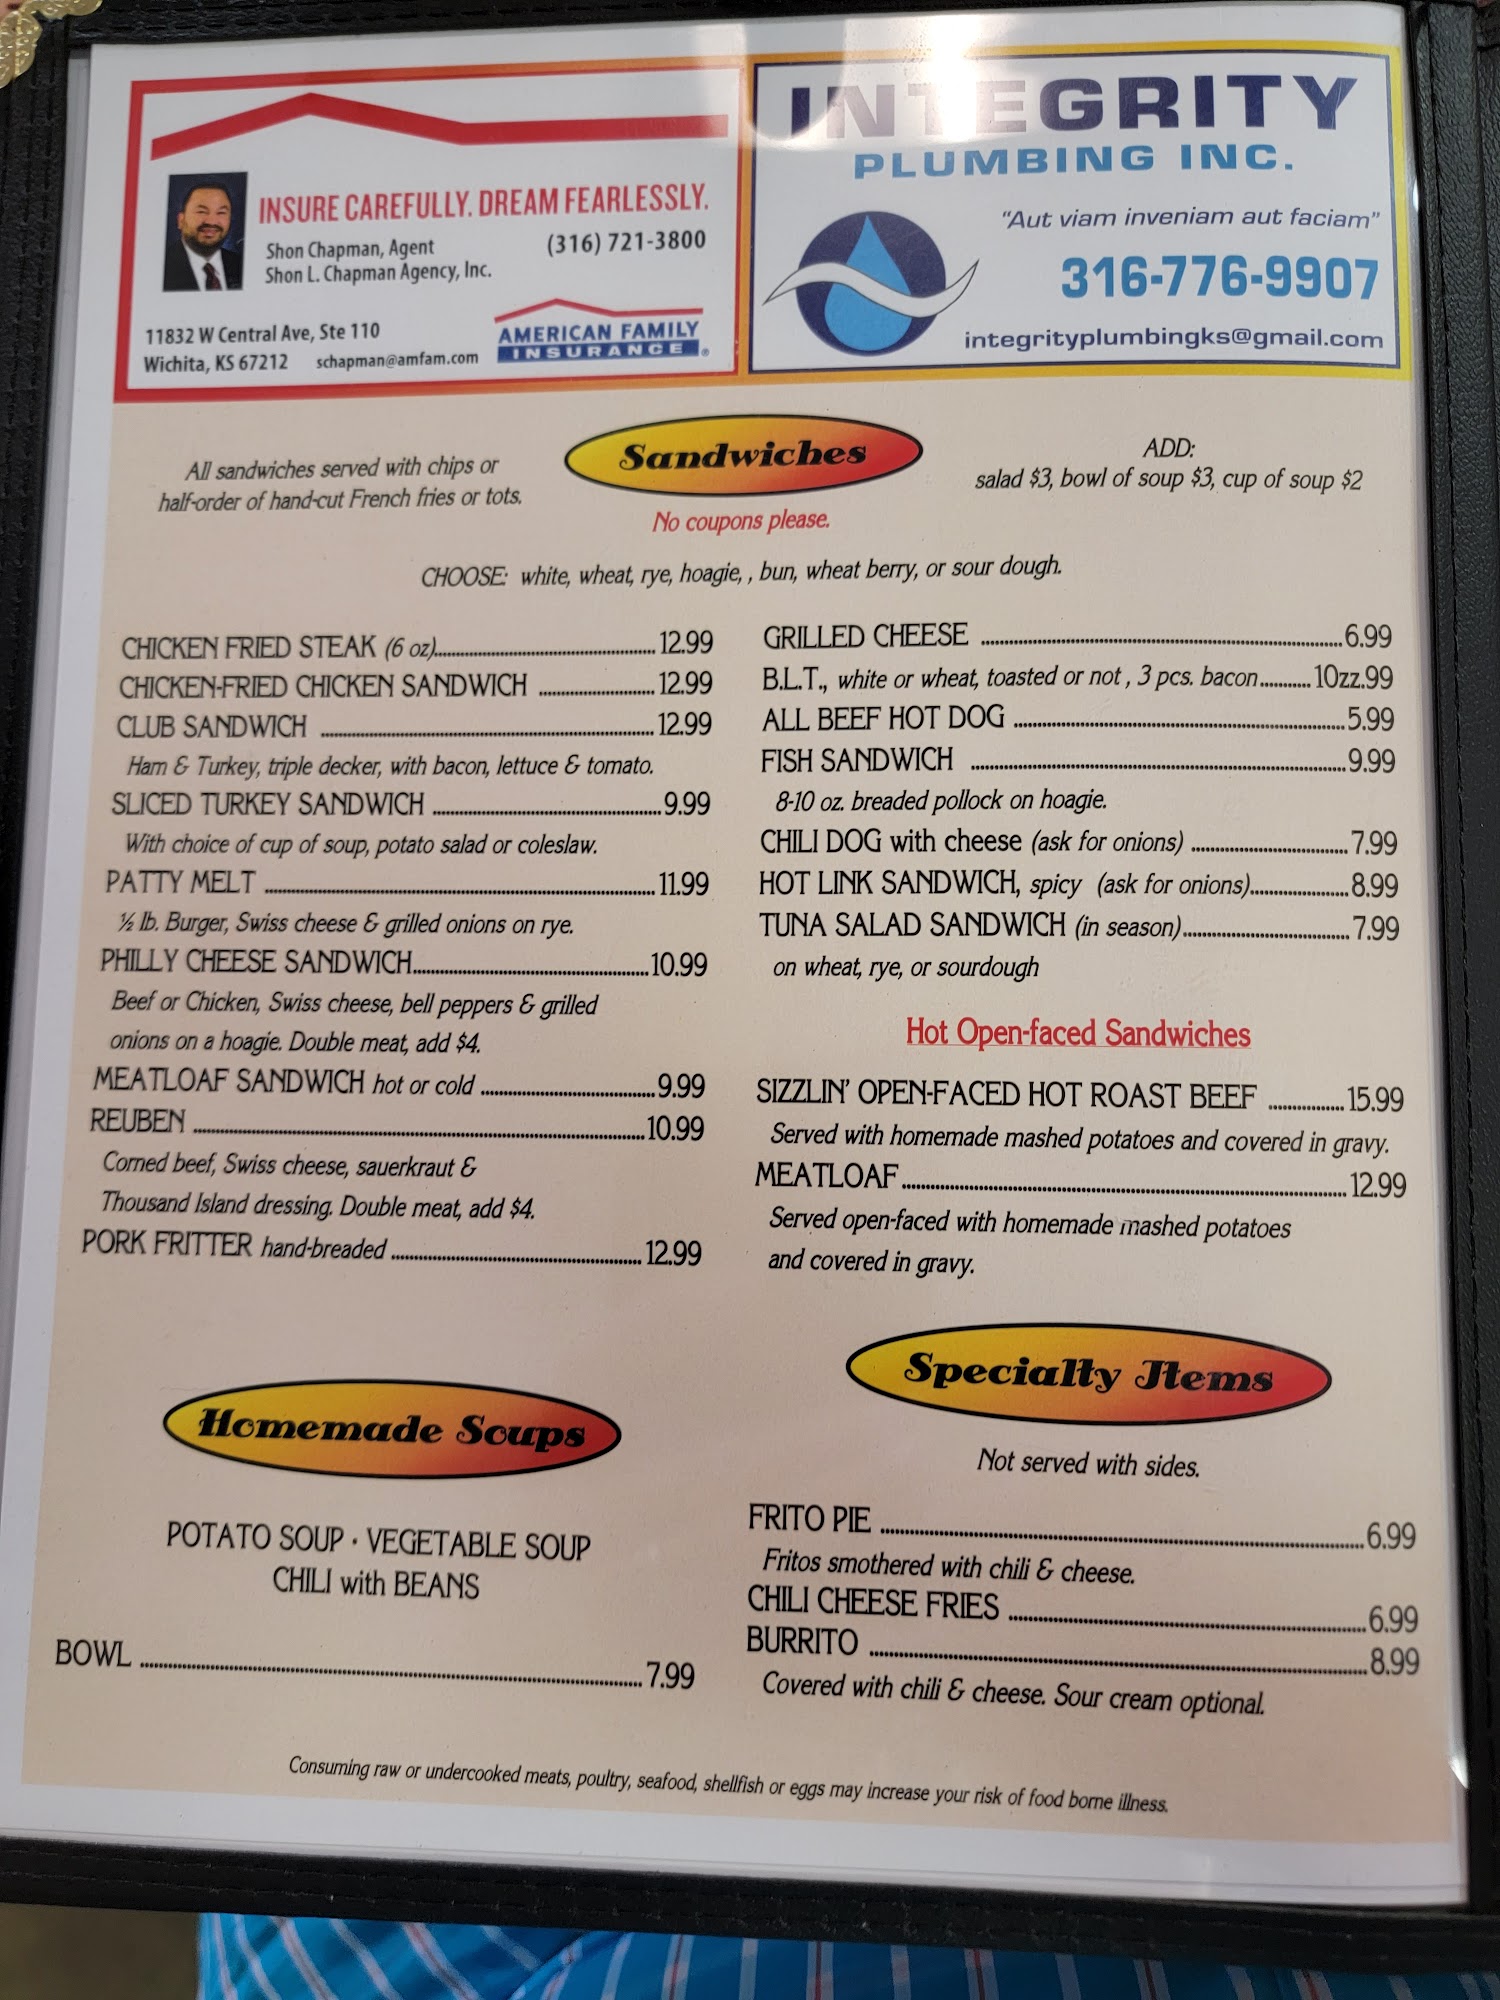 INSURE CAREFULLY. DREAM FEARLESSLY.
Shon Chapman, Agent
(316) 721-3800
Shon L. Chapman Agency, Inc.
11832 W Central Ave, Ste 110
Wichita, KS 67212
schapman@amfam.com
AMERICAN FAMILY
INSURANCE ®
INTEGRITY
PLUMBING INC.
"Aut viam inveniam aut faciam"
316-776-9907
integrityplumbingks@gmail.com
Sandwiches
All sandwiches served with chips or
half-order of hand-cut French fries or tots.
No coupons please.
ADD:
salad $3, bowl of soup $3, cup of soup $2
CHOOSE: white, wheat, rye, hoagie, , bun, wheat berry, or sour dough.
CHICKEN FRIED STEAK (6 oz)........ 12.99
CHICKEN-FRIED CHICKEN SANDWICH ........ 12.99
CLUB SANDWICH ........ 12.99
Ham & Turkey, triple decker, with bacon, lettuce & tomato.
SLICED TURKEY SANDWICH ........ 9.99
With choice of cup of soup, potato salad or coleslaw.
PATTY MELT ........ 11.99
½ lb. Burger, Swiss cheese & grilled onions on rye.
PHILLY CHEESE SANDWICH........ 10.99
Beef or Chicken, Swiss cheese, bell peppers & grilled
onions on a hoagie. Double meat, add $4.
MEATLOAF SANDWICH hot or cold ........ 9.99
REUBEN ........ 10.99
Corned beef, Swiss cheese, sauerkraut &
Thousand Island dressing. Double meat, add $4.
PORK FRITTER hand-breaded ........ 12.99
GRILLED CHEESE ........ 6.99
B.L.T., white or wheat, toasted or not , 3 pcs. bacon........ 10zz.99
ALL BEEF HOT DOG ........ 5.99
FISH SANDWICH ........ 9.99
8-10 oz. breaded pollock on hoagie.
CHILI DOG with cheese (ask for onions) ........ 7.99
HOT LINK SANDWICH, spicy (ask for onions)........ 8.99
TUNA SALAD SANDWICH (in season)........ 7.99
on wheat, rye, or sourdough
Hot Open-faced Sandwiches
SIZZLIN' OPEN-FACED HOT ROAST BEEF ........ 15.99
Served with homemade mashed potatoes and covered in gravy.
MEATLOAF........ 12.99
Served open-faced with homemade mashed potatoes
and covered in gravy.
Homemade Soups
POTATO SOUP · VEGETABLE SOUP
CHILI with BEANS
BOWL ........ 7.99
Specialty Items
Not served with sides.
FRITO PIE ........ 6.99
Fritos smothered with chili & cheese.
CHILI CHEESE FRIES ........ 6.99
BURRITO ........ 8.99
Covered with chili & cheese. Sour cream optional.
Consuming raw or undercooked meats, poultry, seafood, shellfish or eggs may increase your risk of food borne illness.